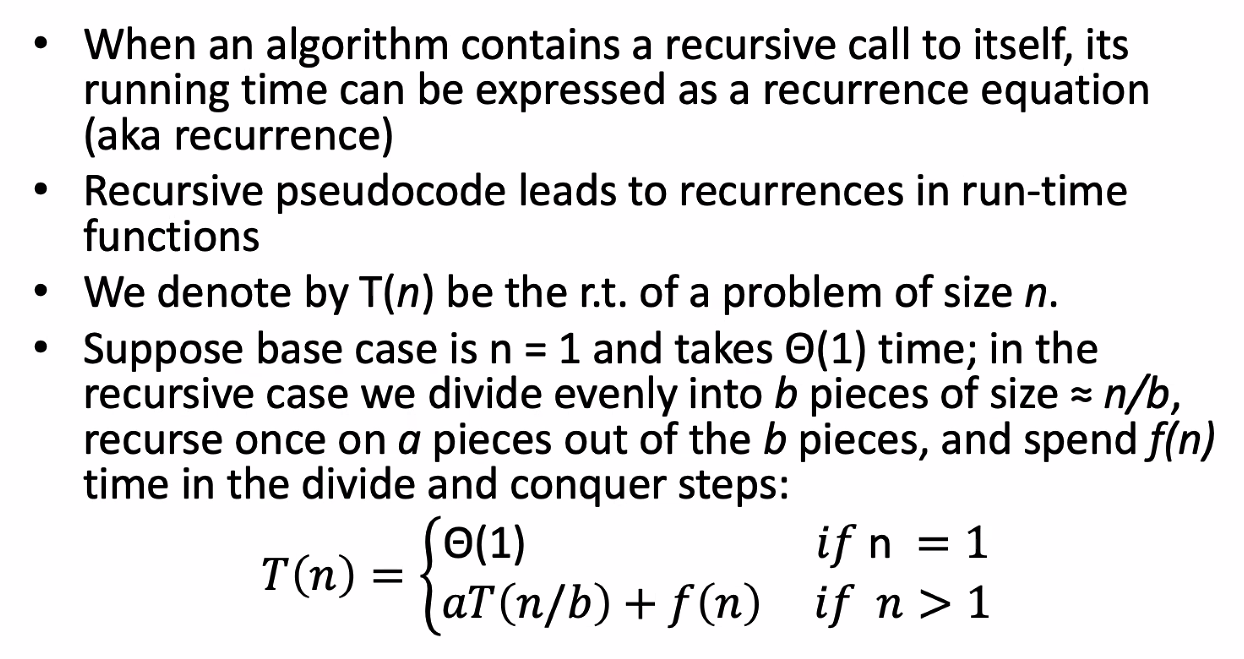 • When an algorithm contains a recursive call to itself, its
running time can be expressed as a recurrence equation
(aka recurrence)
• Recursive pseudocode leads to recurrences in run-time
functions
• We denote by T(n) be the r.t. of a problem of size n.
• Suppose base case is n = 1 and takes Θ(1) time; in the
recursive case we divide evenly into b pieces of size ≈ n/b,
recurse once on a pieces out of the b pieces, and spend f(n)
time in the divide and conquer steps:
T(n) = { Θ(1) if n = 1
aT(n/b) + f(n) if n > 1